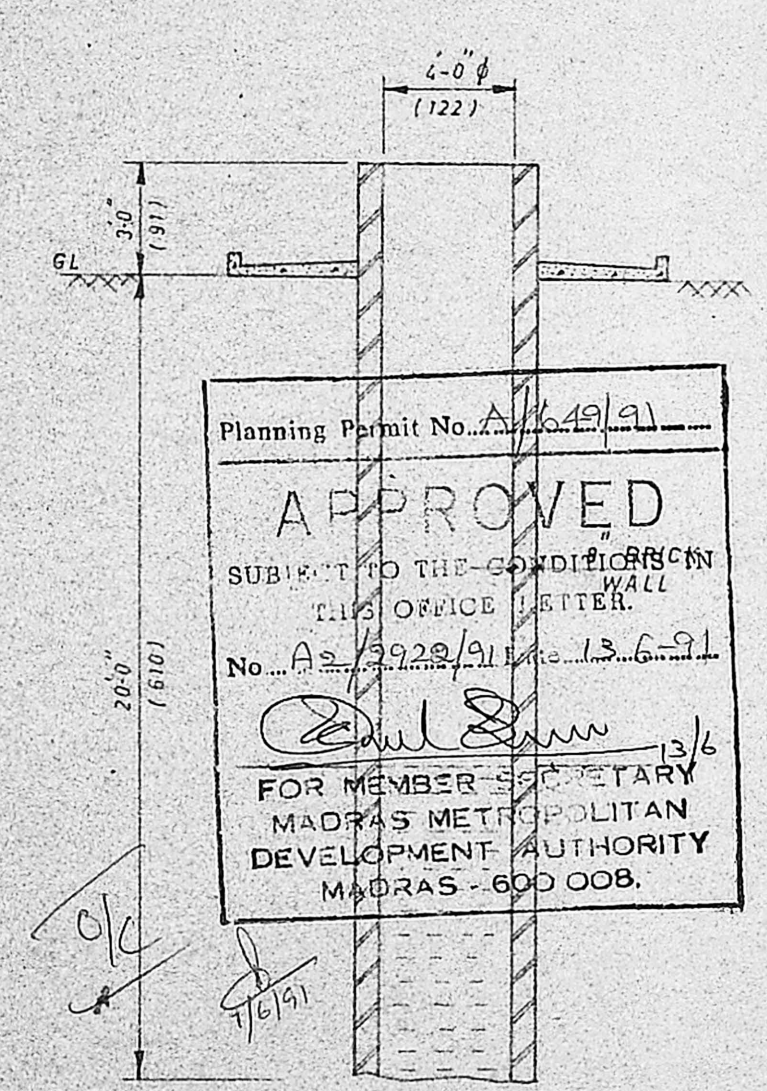 4'-0" ϕ
(122)
3'-0"
(91)
GL
Planning Permit No. A/649/91
APPROVED
SUBJECT TO THE CONDITIONS IN
THIS OFFICE LETTER.
9" BRICK
WALL
No A2/2922/91 Date 13.6-91
13/6
FOR MEMBER SECRETARY
MADRAS METROPOLITAN
DEVELOPMENT AUTHORITY
MADRAS - 600 008.
20'-0"
(610)
O/C
7/6/91